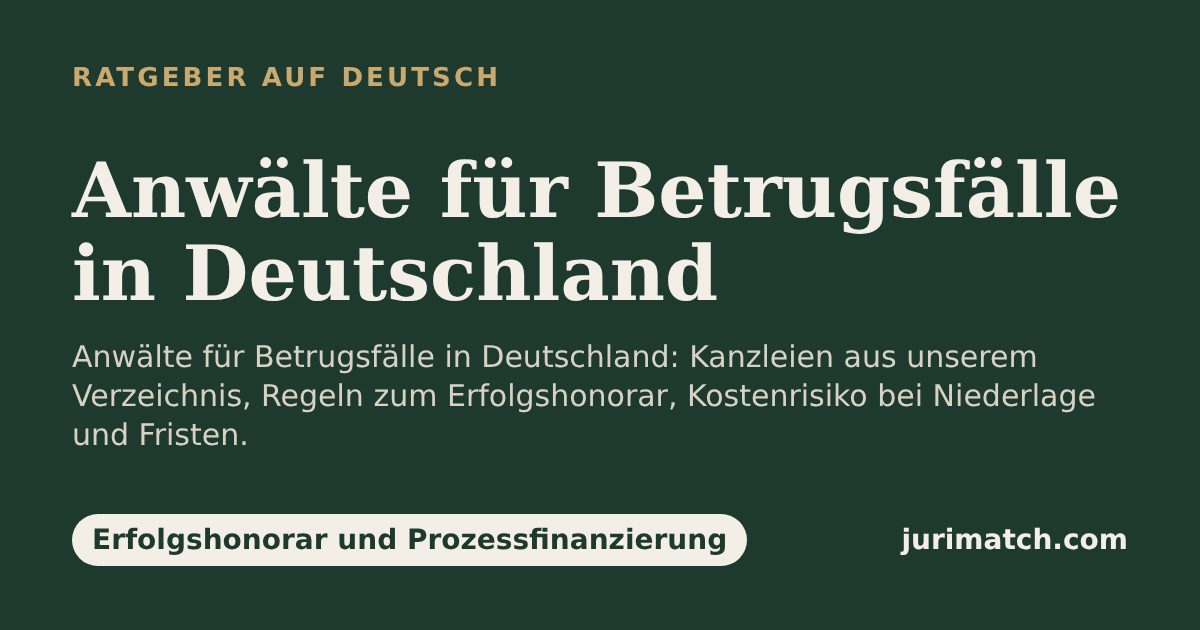 RATGEBER AUF DEUTSCH
Anwälte für Betrugsfälle
in Deutschland
Anwälte für Betrugsfälle in Deutschland: Kanzleien aus unserem
Verzeichnis, Regeln zum Erfolgshonorar, Kostenrisiko bei Niederlage
und Fristen.
Erfolgshonorar und Prozessfinanzierung
jurimatch.com